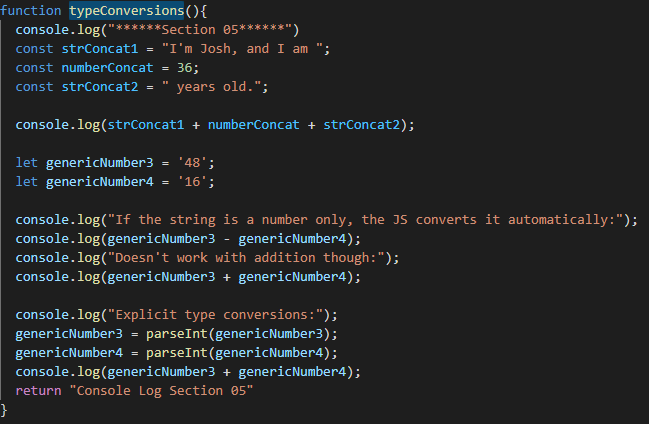 function typeConversions(){
console.log("******Section 05******")
const strConcat1 = "I'm Josh, and I am ";
const numberConcat = 36;
const strConcat2 = " years old.";
console.log(strConcat1 + numberConcat + strConcat2);
let genericNumber3 = '48';
let genericNumber4 = '16';
console.log("If the string is a number only, the JS converts it automatically:");
console.log(genericNumber3 - genericNumber4);
console.log("Doesn't work with addition though:");
console.log(genericNumber3 + genericNumber4);
console.log("Explicit type conversions:");
genericNumber3 = parseInt(genericNumber3);
genericNumber4 = parseInt(genericNumber4);
console.log(genericNumber3 + genericNumber4);
return "Console Log Section 05"
}